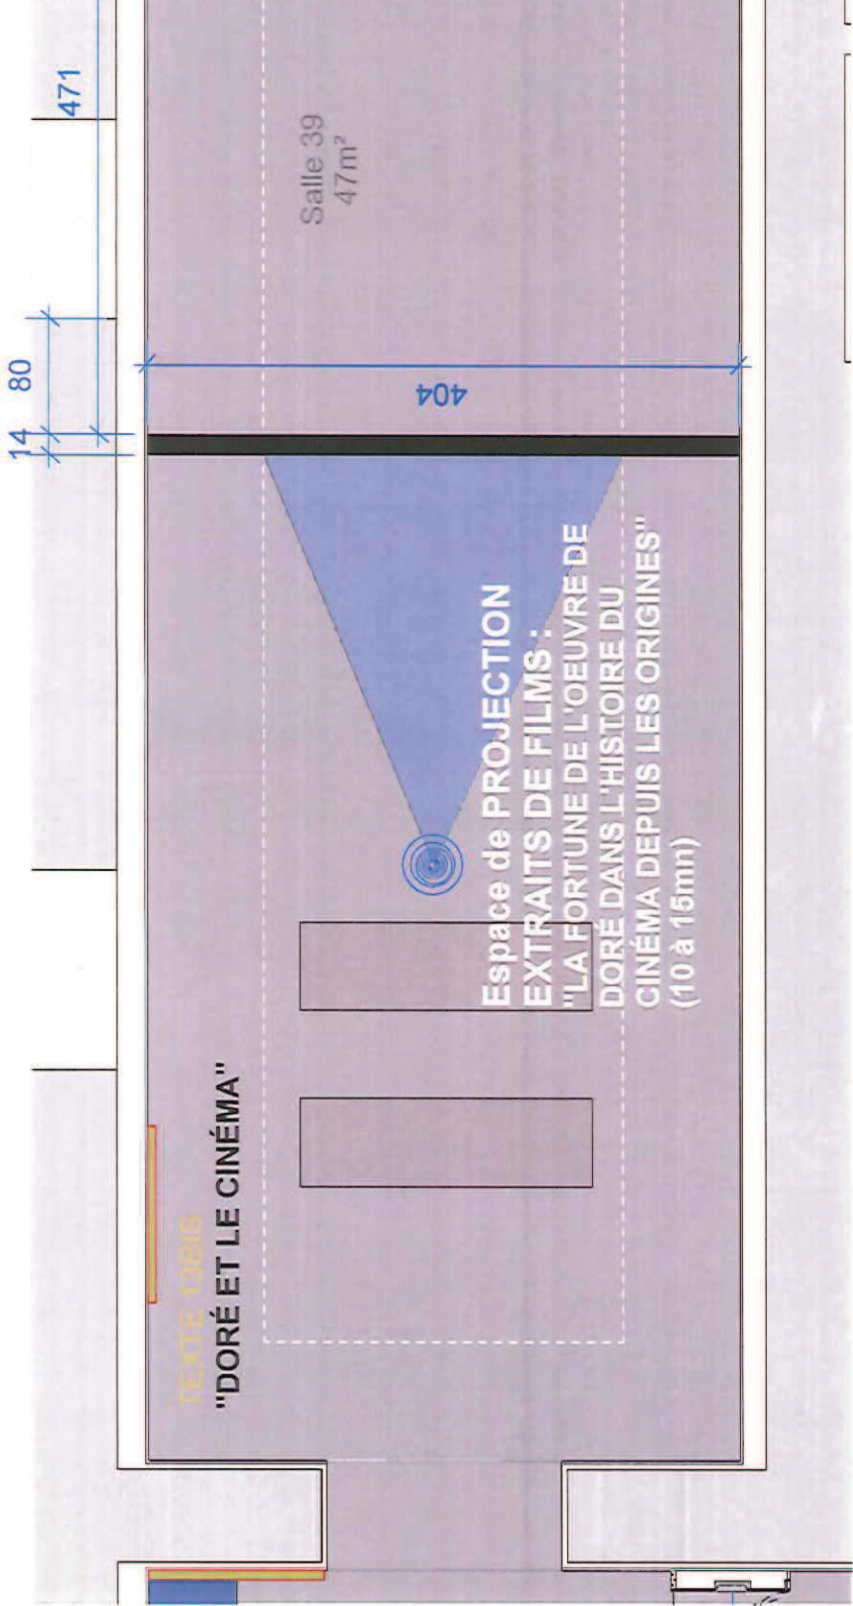 471
80
14
404
Salle 39
47m²
Espace de PROJECTION
EXTRAITS DE FILMS :
"LA FORTUNE DE L'OEUVRE DE
DORÉ DANS L'HISTOIRE DU
CINÉMA DEPUIS LES ORIGINES"
(10 à 15mn)
TEXTE 13BIS
"DORÉ ET LE CINÉMA"